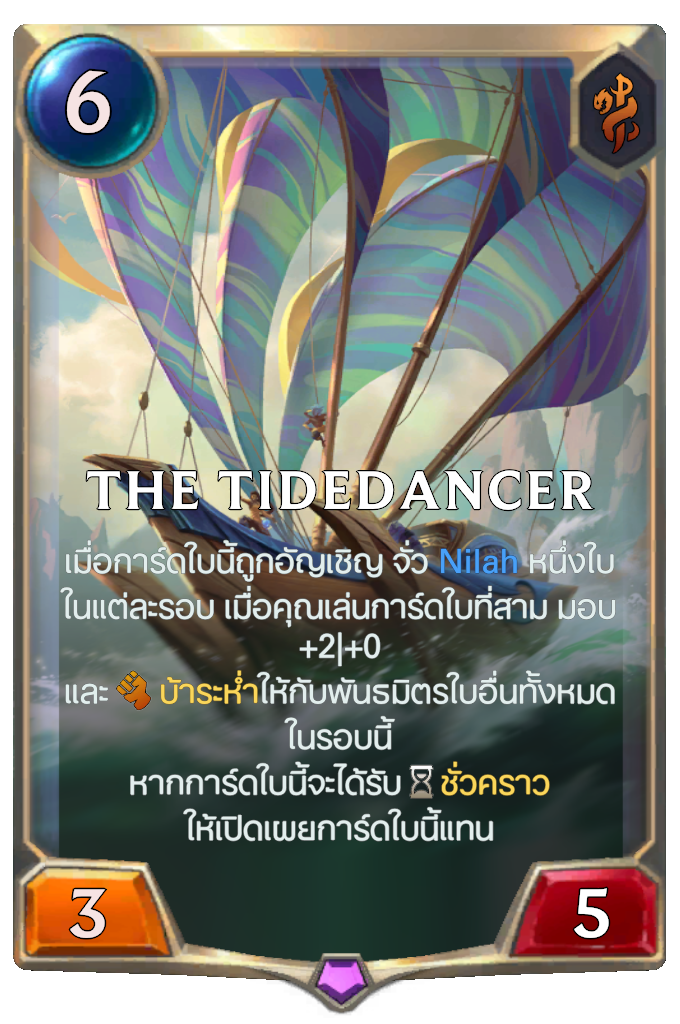 6
THE TIDEDANCER
เมื่อการ์ดใบนี้ถูกอัญเชิญ จั่ว Nilah หนึ่งใบ
ในแต่ละรอบ เมื่อคุณเล่นการ์ดใบที่สาม มอบ
+2|+0
และ บ้าระห่ำให้กับพันธมิตรใบอื่นทั้งหมด
ในรอบนี้
หากการ์ดใบนี้จะได้รับ ชั่วคราว
ให้เปิดเผยการ์ดใบนี้แทน
3
5